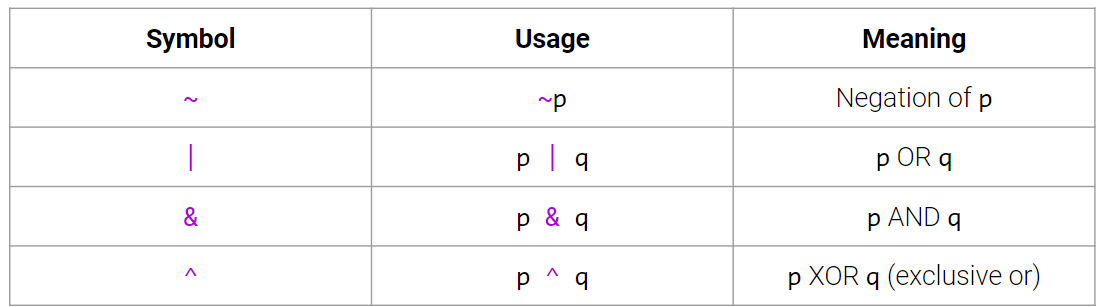 Symbol Usage Meaning
~ ~p Negation of p
| p | q p OR q
& p & q p AND q
^ p ^ q p XOR q (exclusive or)